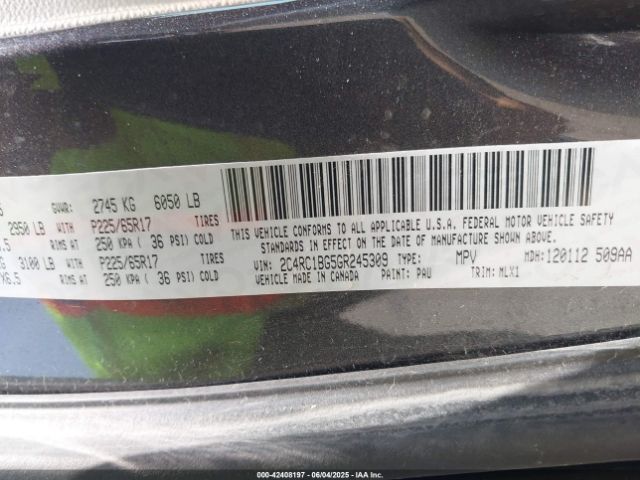 GVWR: 2745 KG 6050 LB
2950 LB WITH P225/65R17 TIRES
RIMS AT 250 KPA ( 36 PSI) COLD
3100 LB WITH P225/65R17 TIRES
RIMS AT 250 KPA ( 36 PSI) COLD
THIS VEHICLE CONFORMS TO ALL APPLICABLE U.S.A. FEDERAL MOTOR VEHICLE SAFETY
STANDARDS IN EFFECT ON THE DATE OF MANUFACTURE SHOWN ABOVE.
VIN: 2C4RC1BG5GR245309 TYPE: MPV MDH: 120112 509AA
VEHICLE MADE IN CANADA PAINT: PAU TRIM: MLX1
000-42408197 - 06/04/2025 - IAA Inc.